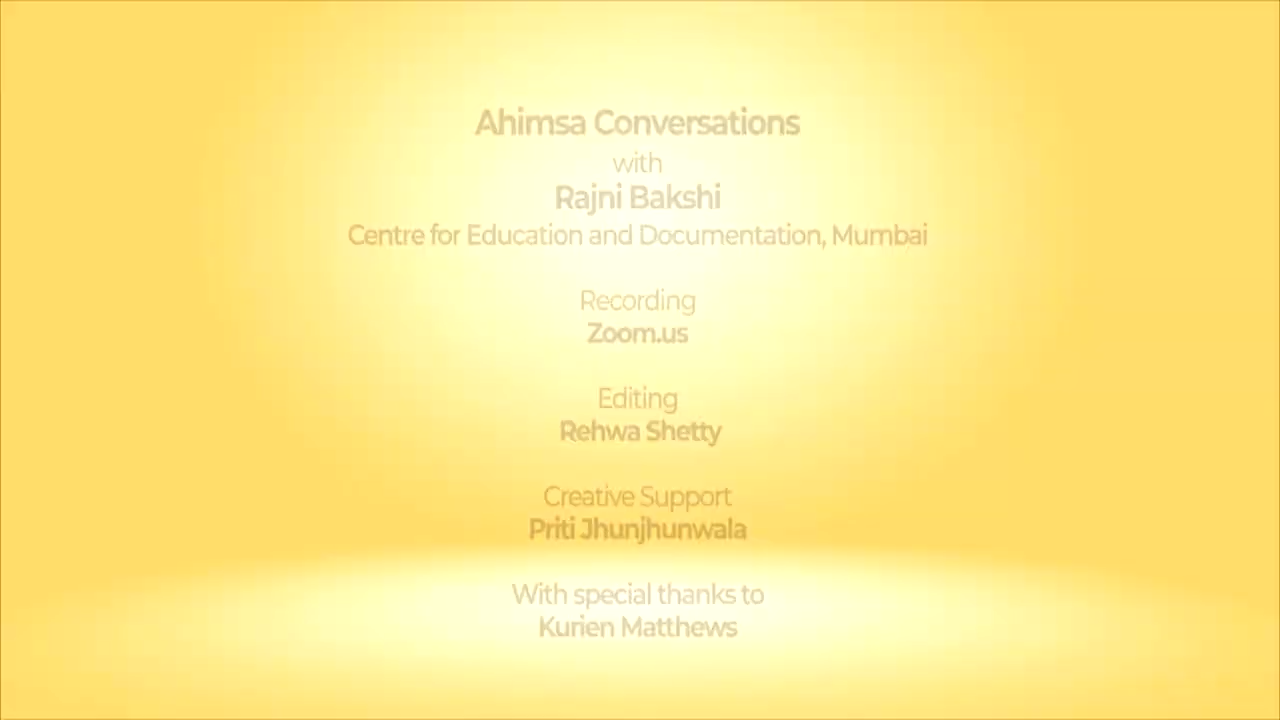 Ahimsa Conversations
with
Rajni Bakshi
Centre for Education and Documentation, Mumbai
Recording
Zoom.us
Editing
Rehwa Shetty
Creative Support
Priti Jhunjhunwala
With special thanks to
Kurien Matthews